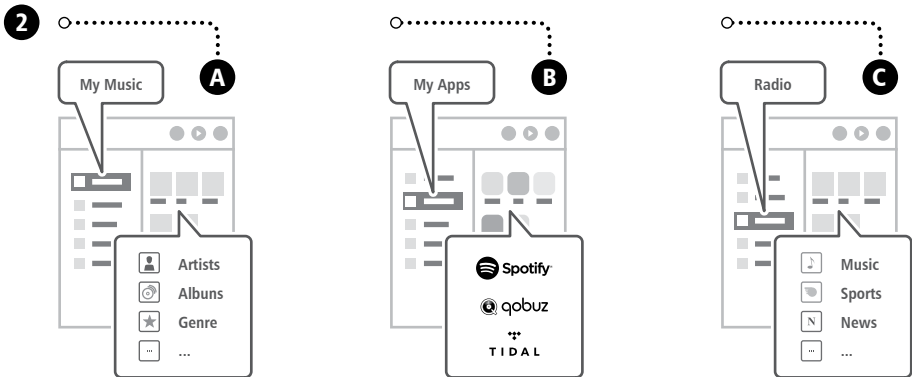 2
A
My Music
Artists
Albuns
Genre
...
B
My Apps
Spotify
qobuz
TIDAL
C
Radio
Music
Sports
N News
...